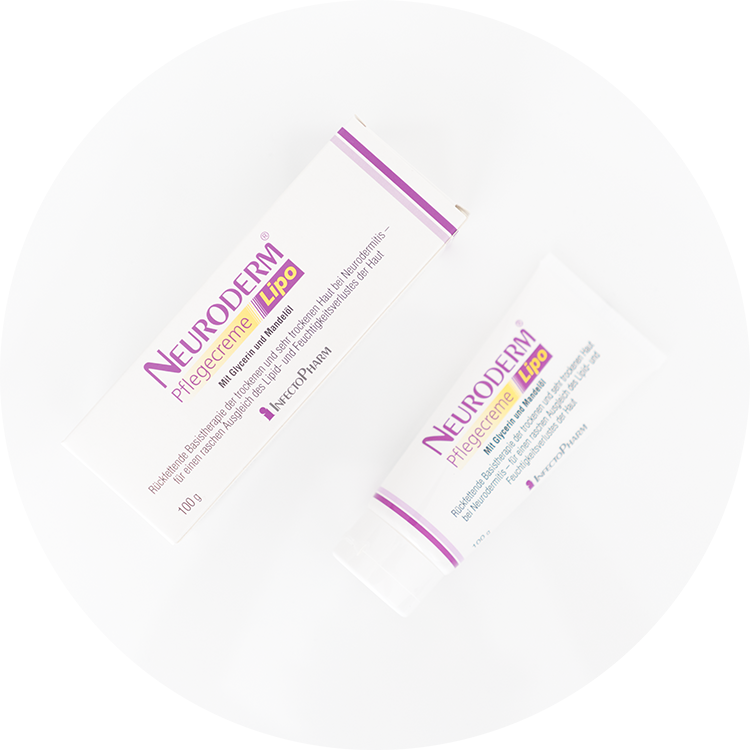 NEURODERM®
Pflegecreme Lipo
Mit Glycerin und Mandelöl
Rückfettende Basistherapie der trockenen und sehr trockenen Haut bei Neurodermitis –
für einen raschen Ausgleich des Lipid- und Feuchtigkeitsverlustes der Haut
INFECTOPHARM
100 g
NEURODERM®
Pflegecreme Lipo
Mit Glycerin und Mandelöl
Rückfettende Basistherapie der trockenen und sehr trockenen Haut
bei Neurodermitis – für einen raschen Ausgleich des Lipid- und
Feuchtigkeitsverlustes der Haut
INFECTOPHARM
100 g